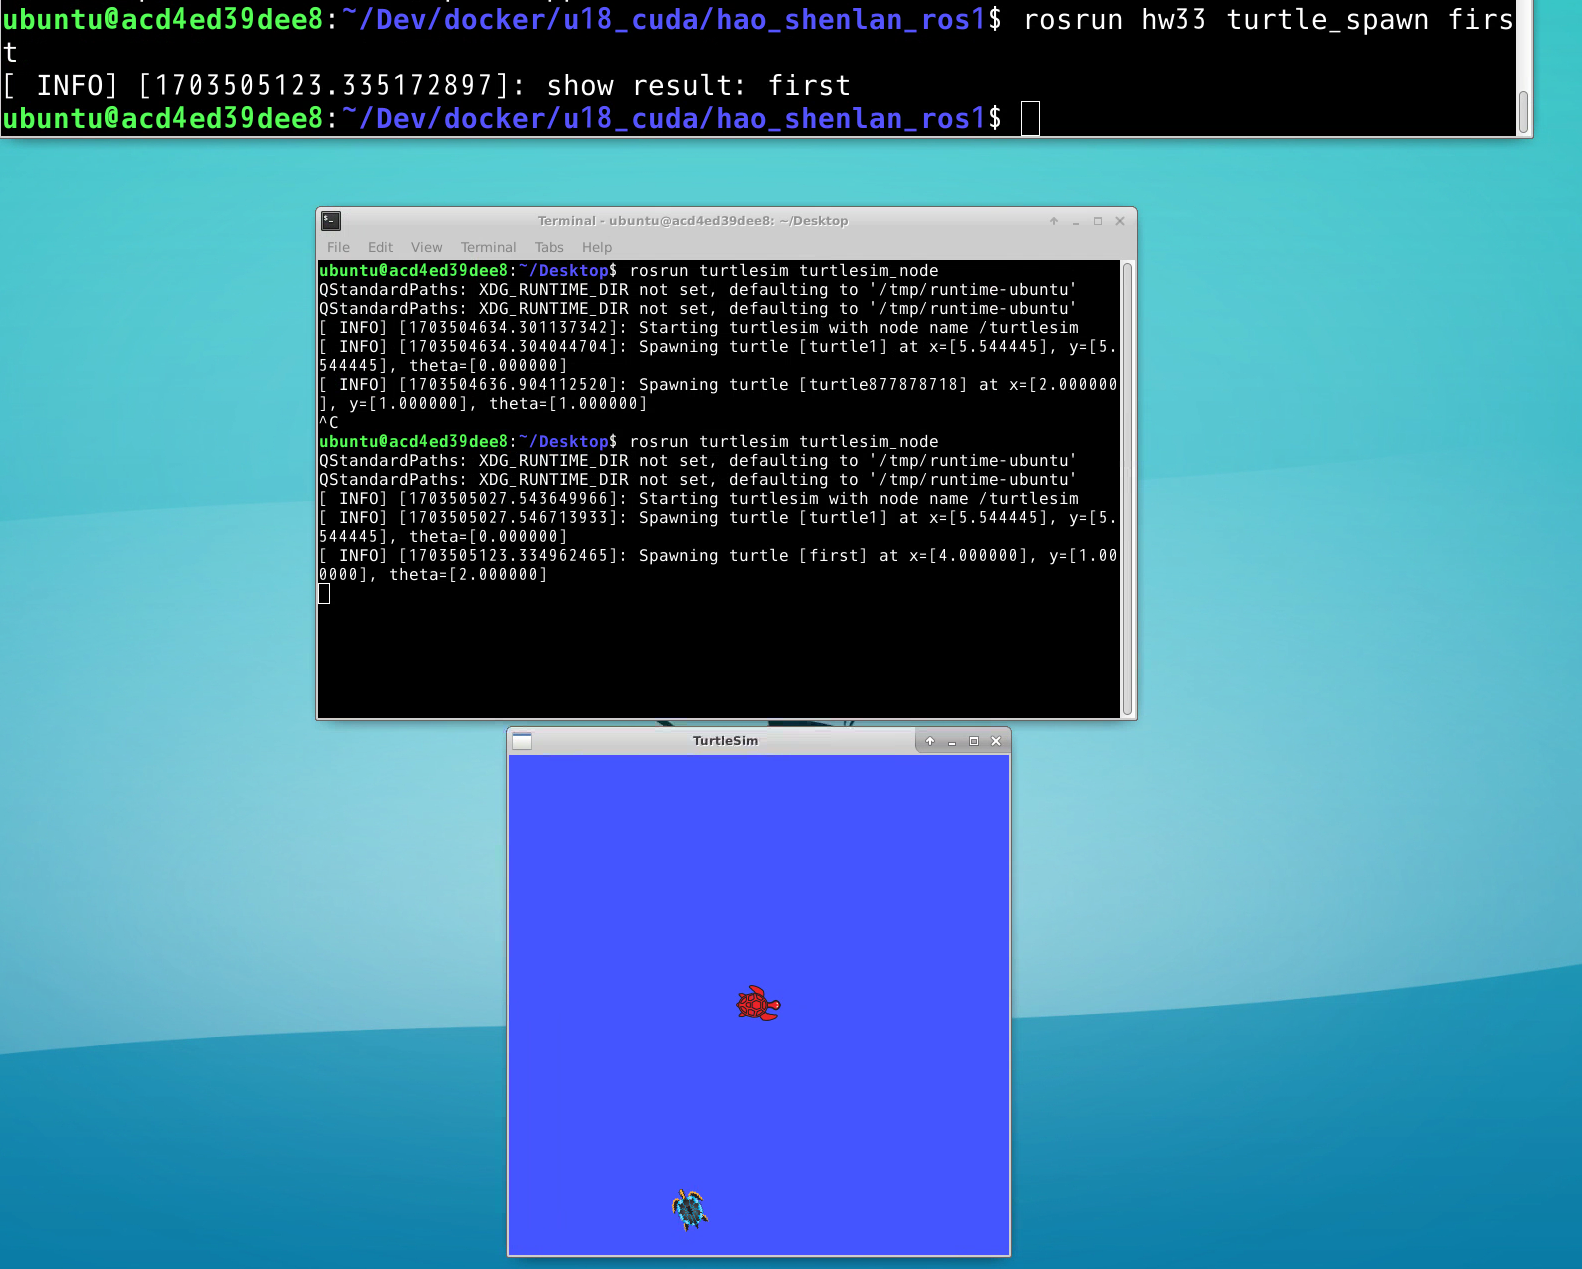 ubuntu@acd4ed39dee8:~/Dev/docker/u18_cuda/hao_shenlan_ros1$ rosrun hw33 turtle_spawn firs
t
[ INFO] [1703505123.335172897]: show result: first
ubuntu@acd4ed39dee8:~/Dev/docker/u18_cuda/hao_shenlan_ros1$
Terminal - ubuntu@acd4ed39dee8: ~/Desktop
File Edit View Terminal Tabs Help
ubuntu@acd4ed39dee8:~/Desktop$ rosrun turtlesim turtlesim_node
QStandardPaths: XDG_RUNTIME_DIR not set, defaulting to '/tmp/runtime-ubuntu'
QStandardPaths: XDG_RUNTIME_DIR not set, defaulting to '/tmp/runtime-ubuntu'
[ INFO] [1703504634.301137342]: Starting turtlesim with node name /turtlesim
[ INFO] [1703504634.304044704]: Spawning turtle [turtle1] at x=[5.544445], y=[5.
544445], theta=[0.000000]
[ INFO] [1703504636.904112520]: Spawning turtle [turtle877878718] at x=[2.000000
], y=[1.000000], theta=[1.000000]
^C
ubuntu@acd4ed39dee8:~/Desktop$ rosrun turtlesim turtlesim_node
QStandardPaths: XDG_RUNTIME_DIR not set, defaulting to '/tmp/runtime-ubuntu'
QStandardPaths: XDG_RUNTIME_DIR not set, defaulting to '/tmp/runtime-ubuntu'
[ INFO] [1703505027.543649966]: Starting turtlesim with node name /turtlesim
[ INFO] [1703505027.546713933]: Spawning turtle [turtle1] at x=[5.544445], y=[5.
544445], theta=[0.000000]
[ INFO] [1703505123.334962465]: Spawning turtle [first] at x=[4.000000], y=[1.00
0000], theta=[2.000000]
TurtleSim